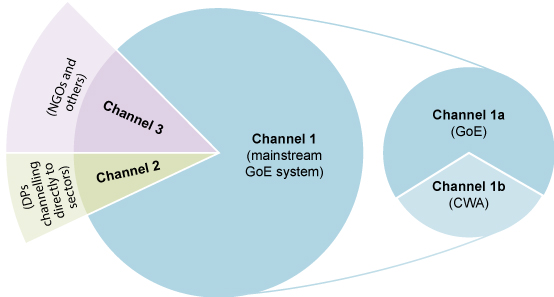 (NGOs and
others)
Channel 3
Channel 2
(DPs
channelling
directly to
sectors)
Channel 1
(mainstream
GoE system)
Channel 1a
(GoE)
Channel 1b
(CWA)